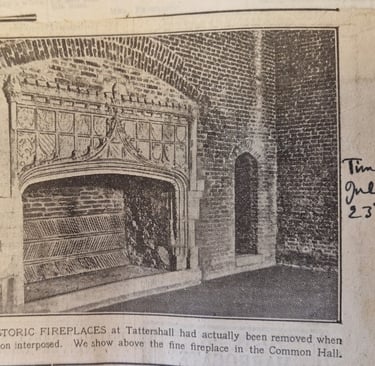 STORIC FIREPLACES at Tattershall had actually been removed when
on interposed. We show above the fine fireplace in the Common Hall.
Tim
23